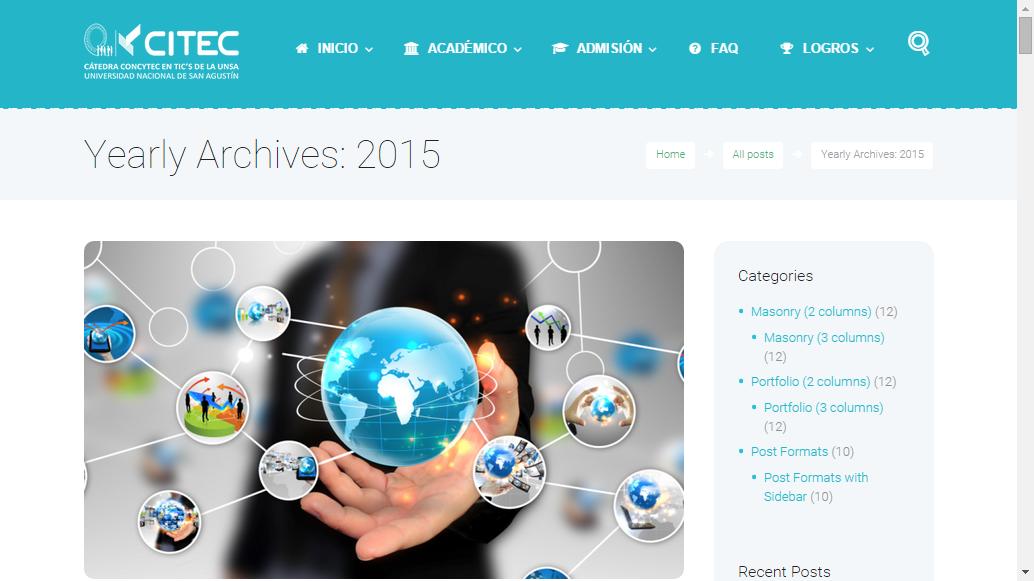 CITEC
CÁTEDRA CONCYTEC EN TIC'S DE LA UNSA
UNIVERSIDAD NACIONAL DE SAN AGUSTÍN
INICIO
ACADÉMICO
ADMISIÓN
FAQ
LOGROS
Yearly Archives: 2015
Home
All posts
Yearly Archives: 2015
Categories
Masonry (2 columns) (12)
Masonry (3 columns)
(12)
Portfolio (2 columns) (12)
Portfolio (3 columns)
(12)
Post Formats (10)
Post Formats with
Sidebar (10)
Recent Posts